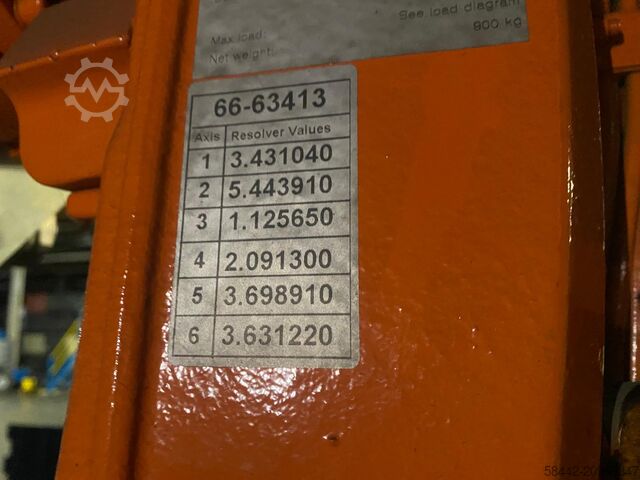 See load diagram
Max load:
900 kg
Net weight:
66-63413
Axis Resolver Values
1 3.431040
2 5.443910
3 1.125650
4 2.091300
5 3.698910
6 3.631220